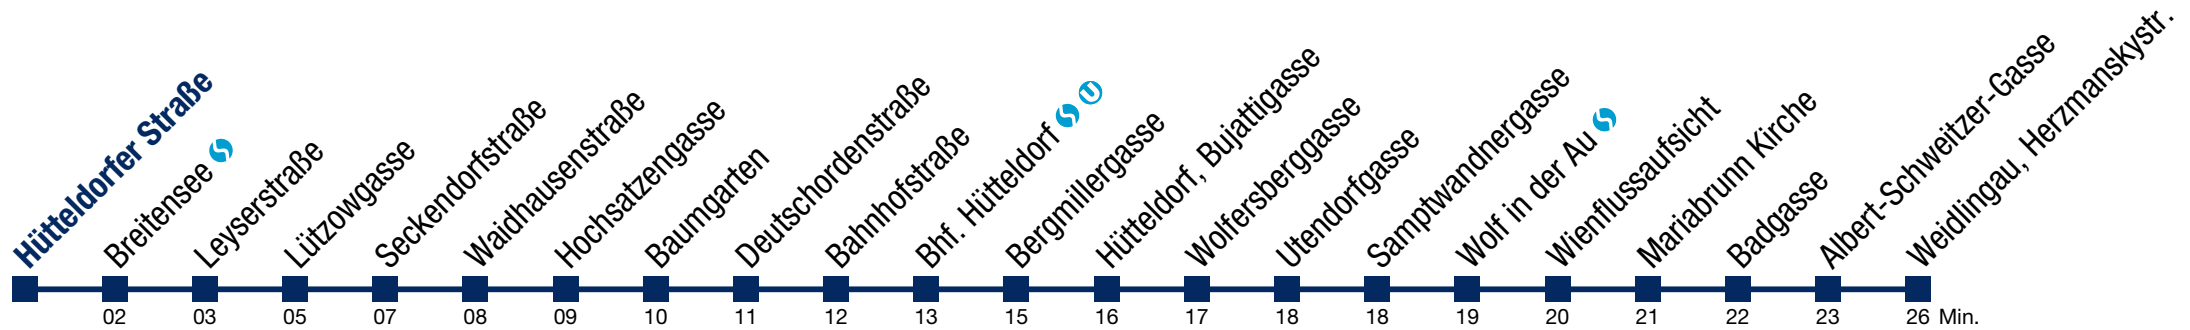 Hütteldorfer Straße
Breitensee
Leyserstraße
Lützowgasse
Seckendorfstraße
Waidhausenstraße
Hochsatzengasse
Baumgarten
Deutschordenstraße
Bahnhofstraße
Bhf. Hütteldorf U
Bergmillergasse
Hütteldorf, Bujattigasse
Wolfersberggasse
Utendorfgasse
Samptwandnergasse
Wolf in der Au
Wienflussaufsicht
Mariabrunn Kirche
Badgasse
Albert-Schweitzer-Gasse
Weidlingau, Herzmanskystr.
02 03 05 07 08 09 10 11 12 13 15 16 17 18 18 19 20 21 22 23 26 Min.